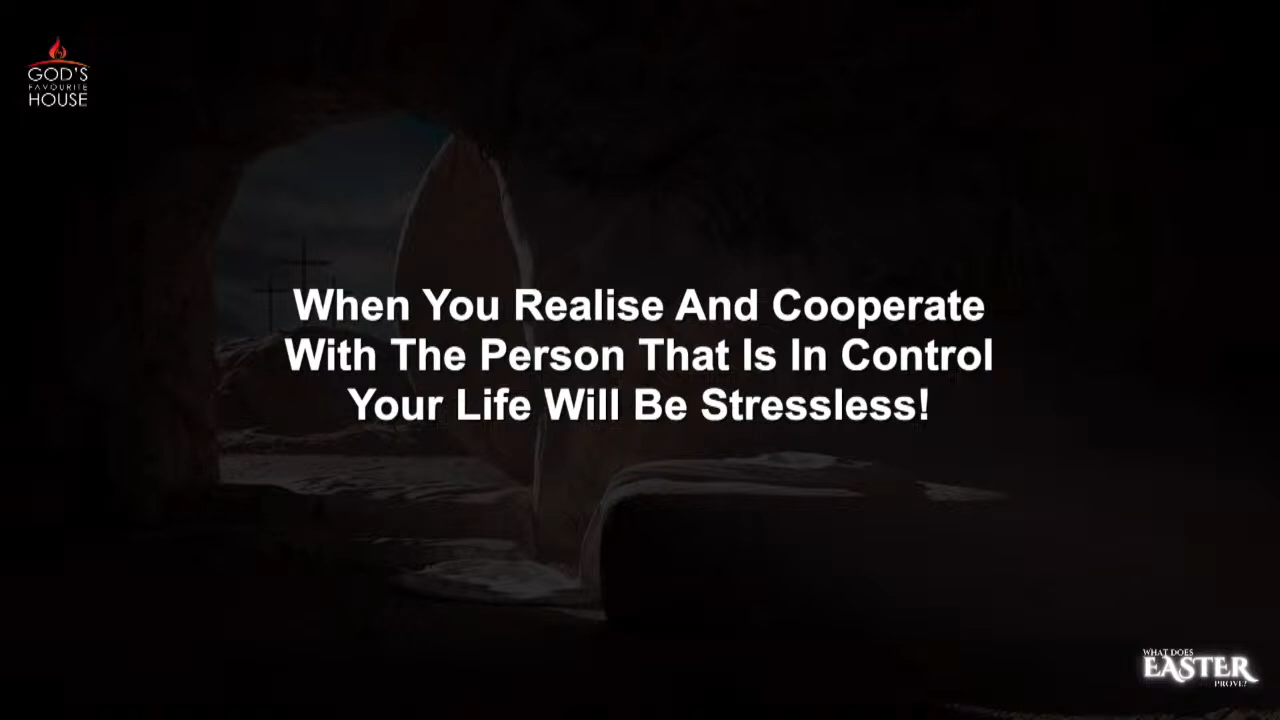 GOD'S
FAVOURITE
HOUSE
When You Realise And Cooperate
With The Person That Is In Control
Your Life Will Be Stressless!
WHAT DOES
EASTER
PROVE?